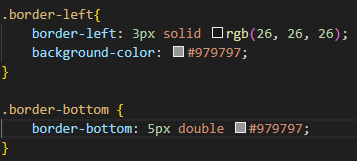 .border-left{
border-left: 3px solid rgb(26, 26, 26);
background-color: #979797;
}
.border-bottom {
border-bottom: 5px double #979797;
}